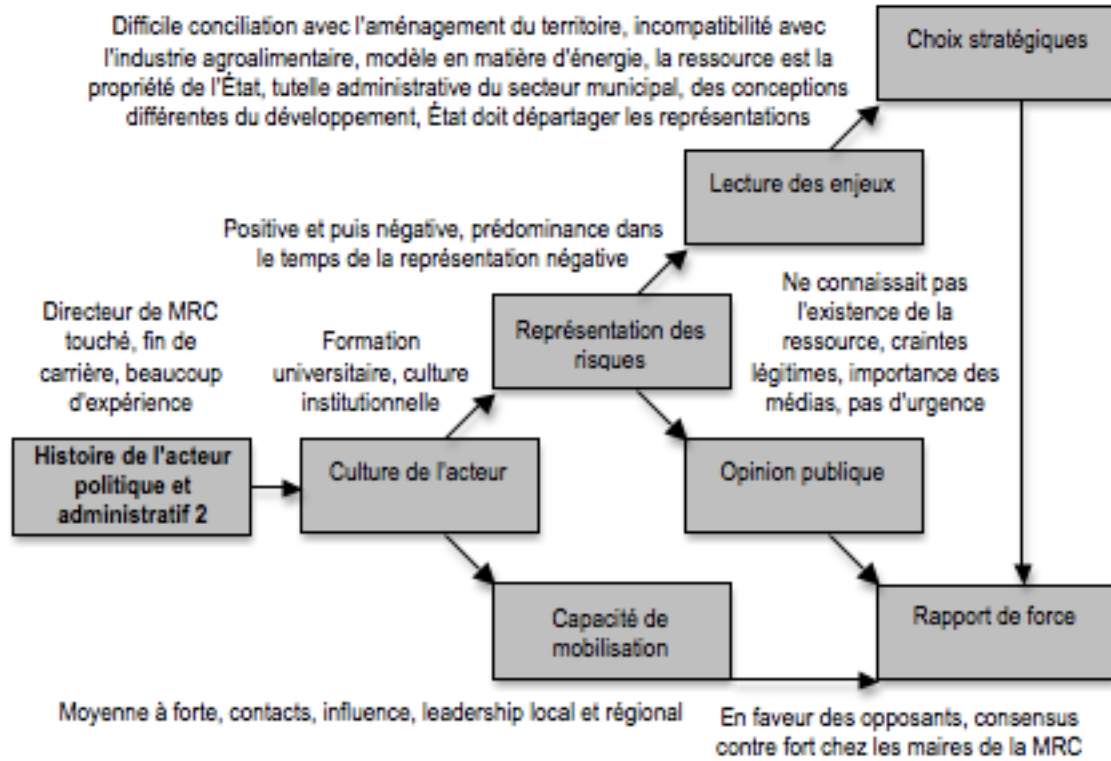 Difficile conciliation avec l'aménagement du territoire, incompatibilité avec
l'industrie agroalimentaire, modèle en matière d'énergie, la ressource est la
propriété de l'État, tutelle administrative du secteur municipal, des conceptions
différentes du développement, État doit départager les représentations
Choix stratégiques
Lecture des enjeux
Positive et puis négative, prédominance dans
le temps de la représentation négative
Directeur de MRC
touché, fin de
carrière, beaucoup
d'expérience
Formation
universitaire, culture
institutionnelle
Représentation des
risques
Ne connaissait pas
l'existence de la
ressource, craintes
légitimes, importance des
médias, pas d'urgence
Histoire de l'acteur
politique et
administratif 2
Culture de l'acteur
Opinion publique
Capacité de
mobilisation
Rapport de force
Moyenne à forte, contacts, influence, leadership local et régional
En faveur des opposants, consensus
contre fort chez les maires de la MRC